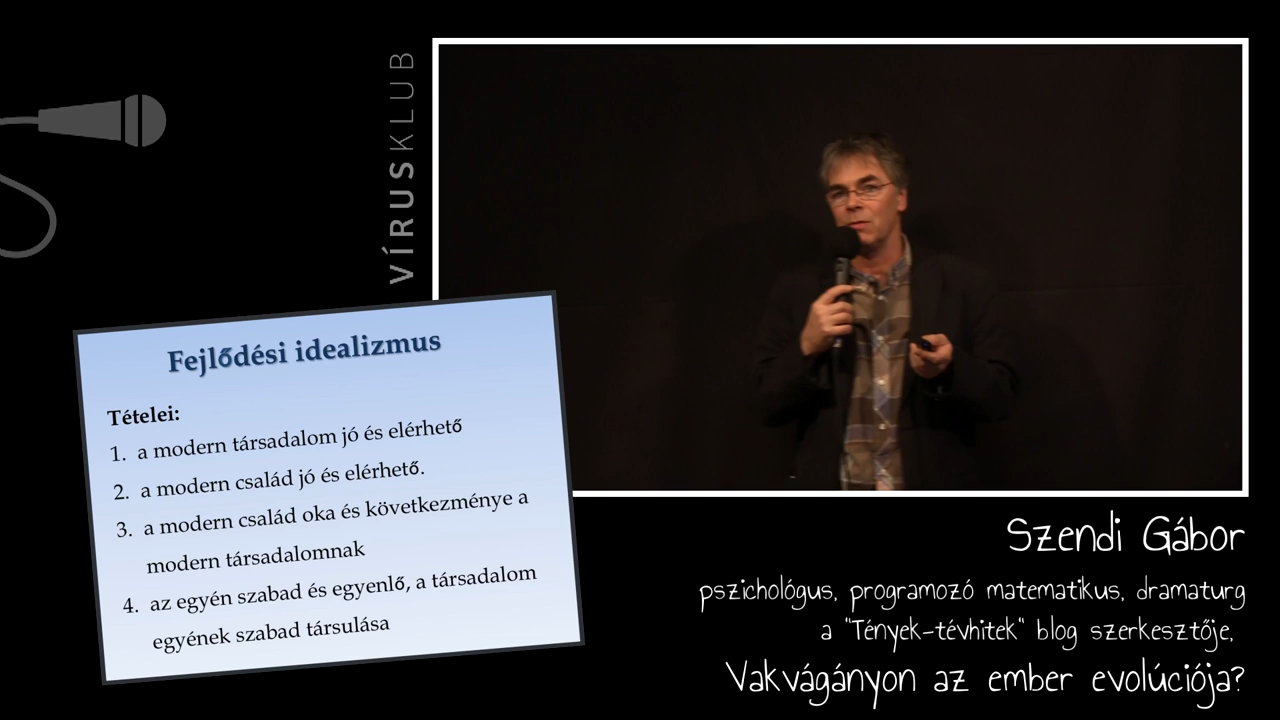 VÍRUSKLUB
Fejlődési idealizmus
Tételei:
1. a modern társadalom jó és elérhető
2. a modern család jó és elérhető.
3. a modern család oka és következménye a
modern társadalomnak
4. az egyén szabad és egyenlő, a társadalom
egyének szabad társulása
Szendi Gábor
pszichológus, programozó matematikus, dramaturg
a "Tények-tévhitek" blog szerkesztője,
Vakvágányon az ember evolúciója?